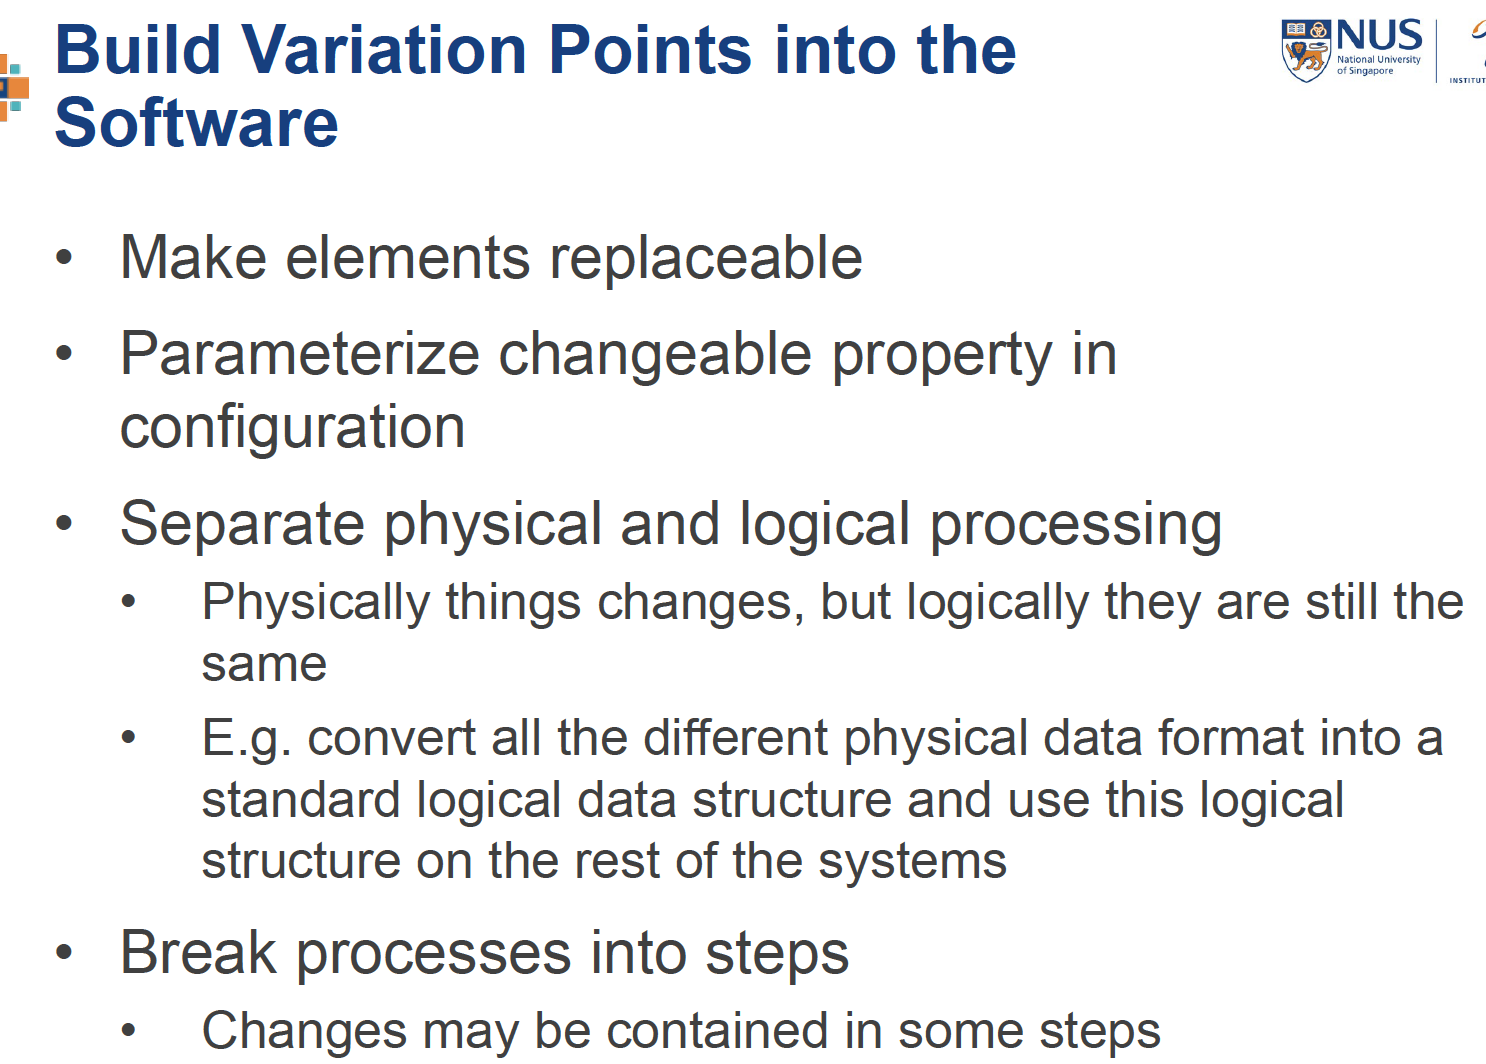 Build Variation Points into the
Software
NUS
National University
of Singapore
INSTITUT
• Make elements replaceable
• Parameterize changeable property in
configuration
• Separate physical and logical processing
• Physically things changes, but logically they are still the
same
• E.g. convert all the different physical data format into a
standard logical data structure and use this logical
structure on the rest of the systems
• Break processes into steps
• Changes may be contained in some steps